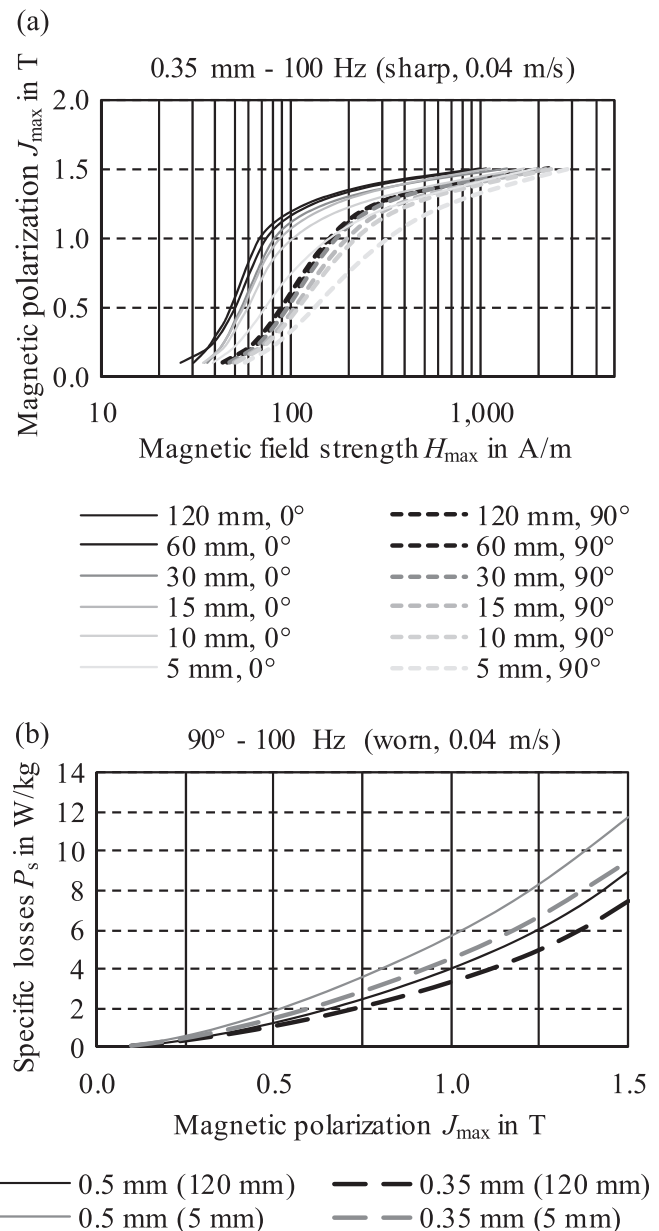 (a)
0.35 mm - 100 Hz (sharp, 0.04 m/s)
Magnetic polarization Jmax in T
2.0
1.5
1.0
0.5
0.0
10 100 1,000
Magnetic field strength Hmax in A/m
120 mm, 0° 120 mm, 90°
60 mm, 0° 60 mm, 90°
30 mm, 0° 30 mm, 90°
15 mm, 0° 15 mm, 90°
10 mm, 0° 10 mm, 90°
5 mm, 0° 5 mm, 90°
(b)
90° - 100 Hz (worn, 0.04 m/s)
Specific losses Ps in W/kg
14
12
10
8
6
4
2
0
0.0 0.5 1.0 1.5
Magnetic polarization Jmax in T
0.5 mm (120 mm) 0.35 mm (120 mm)
0.5 mm (5 mm) 0.35 mm (5 mm)